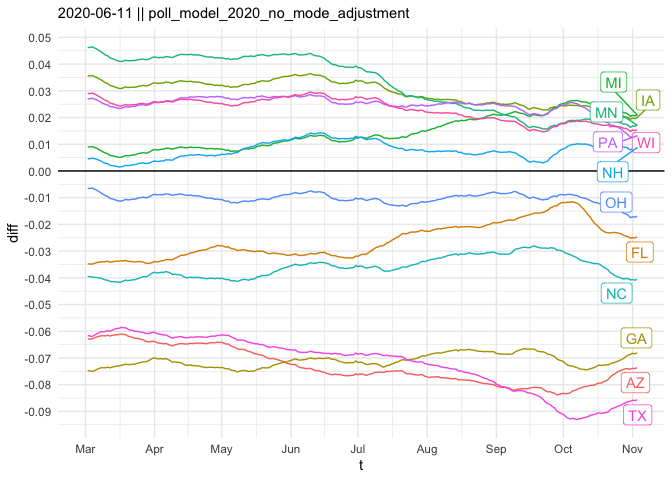 2020-06-11 || poll_model_2020_no_mode_adjustment
0.05
0.04
0.03
0.02
0.01
0.00
-0.01
-0.02
-0.03
-0.04
-0.05
-0.06
-0.07
-0.08
-0.09
diff
MI
IA
MN
PA
WI
NH
OH
FL
NC
GA
AZ
TX
Mar Apr May Jun Jul Aug Sep Oct Nov
t